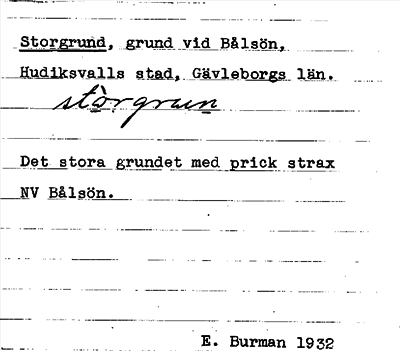 Storgrund, grund vid Bålsön,
Hudiksvalls stad, Gävleborgs län.
stòrgrun̲
Det stora grundet med prick strax
NV Bålsön.
E. Burman 1932